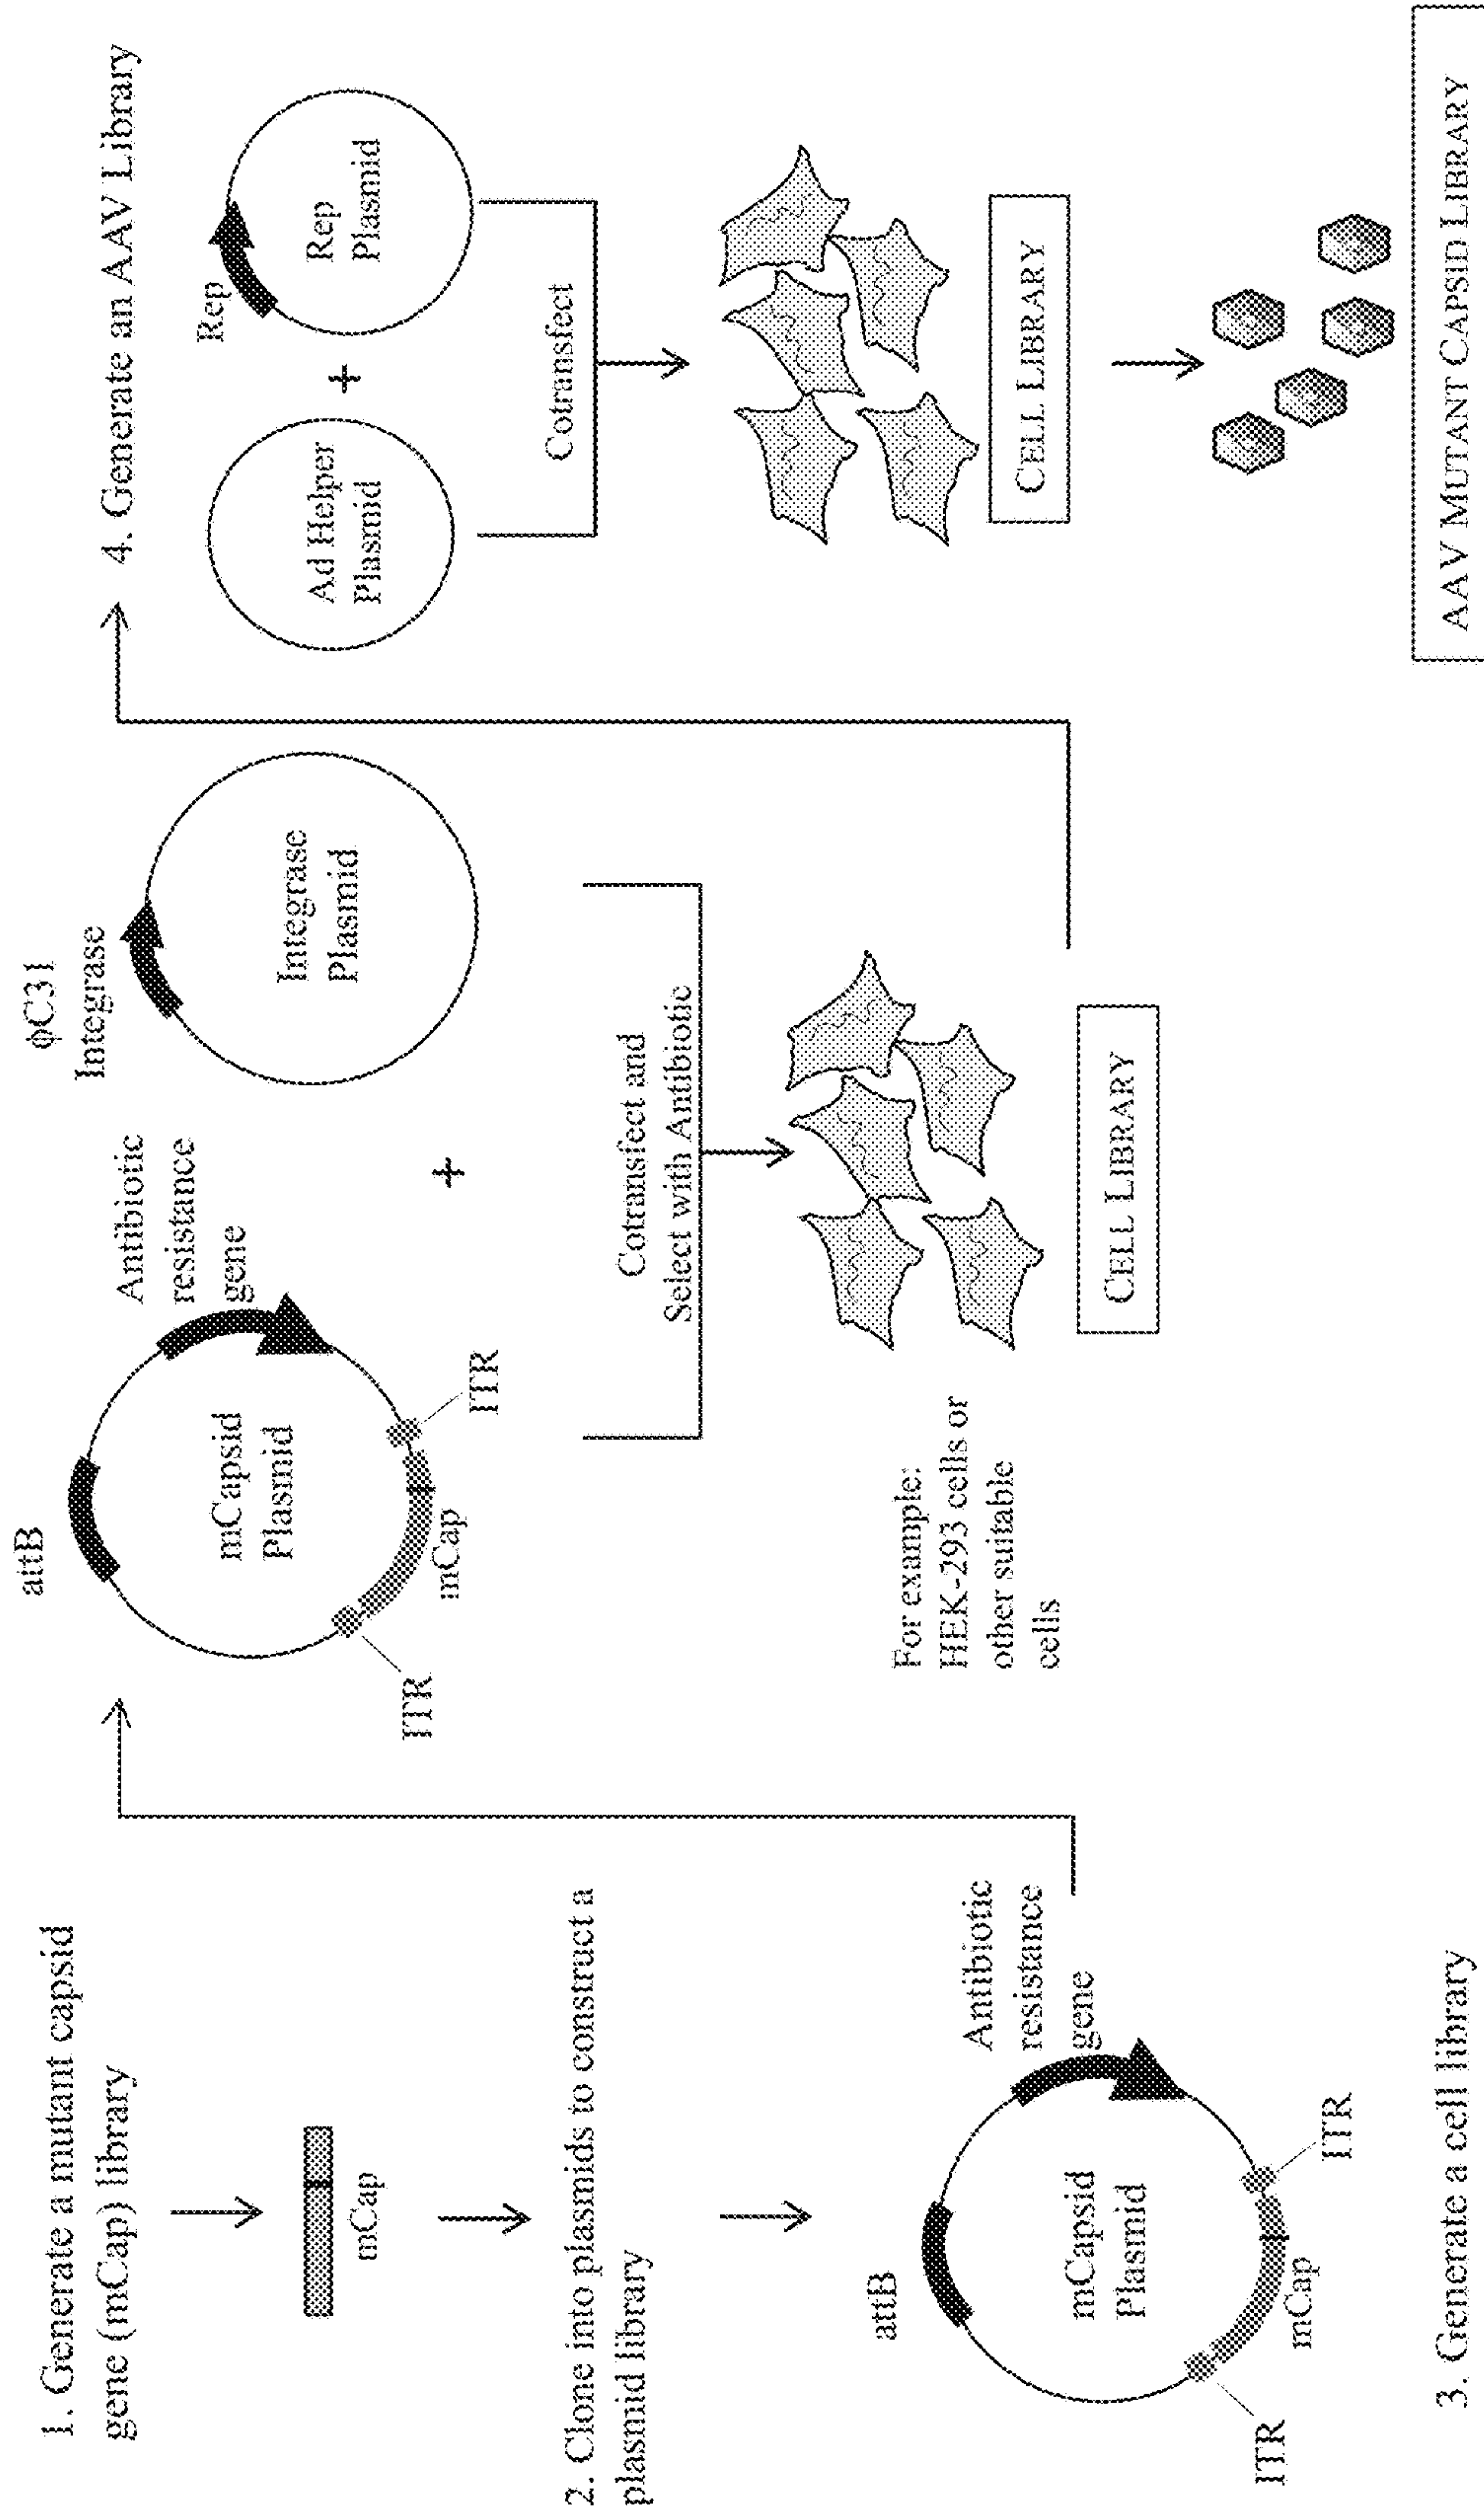 1. Generate a mutant capsid
gene (mCap) library
mCap
2. Clone into plasmids to construct a
plasmid library
attB
Antibiotic
resistance
gene
mCapsid
Plasmid
ITR
mCap
ITR
3. Generate a cell library
attB
Antibiotic
resistance
gene
mCapsid
Plasmid
ITR
mCap
ITR
+
ϕC31
Integrase
Integrase
Plasmid
Cotransfect and
Select with Antibiotic
For example:
HEK-293 cells or
other suitable
cells
CELL LIBRARY
4. Generate an AAV Library
Ad Helper
Plasmid
+
Rep
Rep
Plasmid
Cotransfect
CELL LIBRARY
AAV MUTANT CAPSID LIBRARY